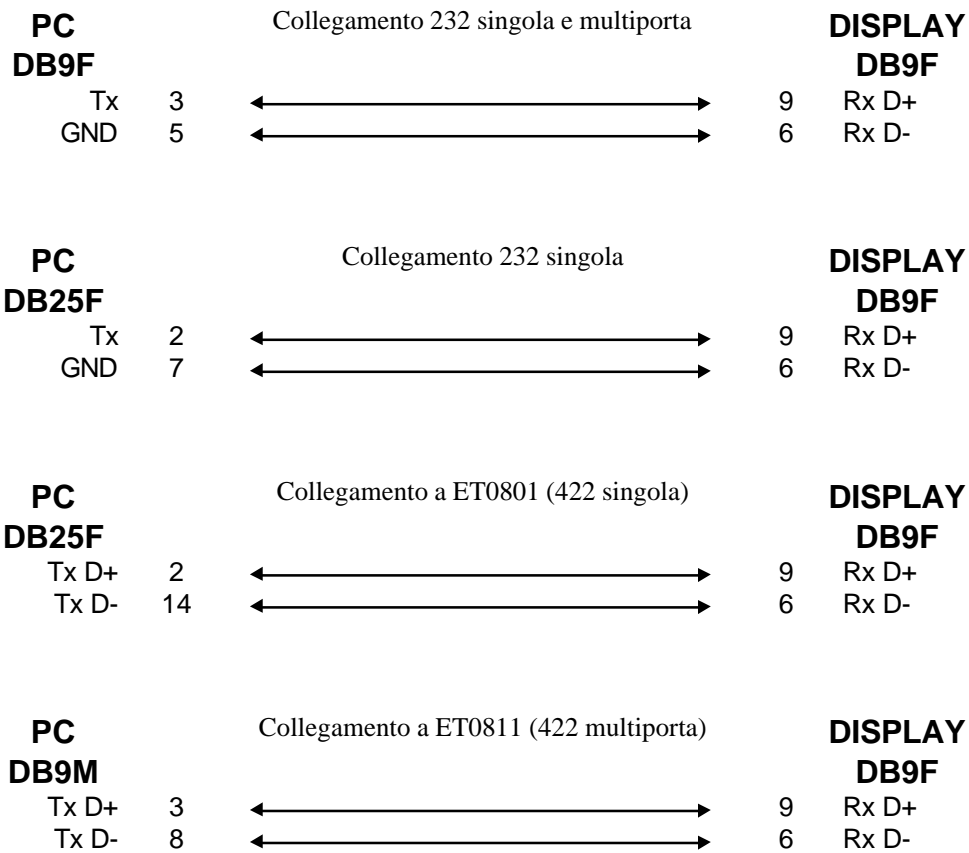 PC Collegamento 232 singola e multiporta DISPLAY
DB9F DB9F
Tx 3 9 Rx D+
GND 5 6 Rx D-
PC Collegamento 232 singola DISPLAY
DB25F DB9F
Tx 2 9 Rx D+
GND 7 6 Rx D-
PC Collegamento a ET0801 (422 singola) DISPLAY
DB25F DB9F
Tx D+ 2 9 Rx D+
Tx D- 14 6 Rx D-
PC Collegamento a ET0811 (422 multiporta) DISPLAY
DB9M DB9F
Tx D+ 3 9 Rx D+
Tx D- 8 6 Rx D-